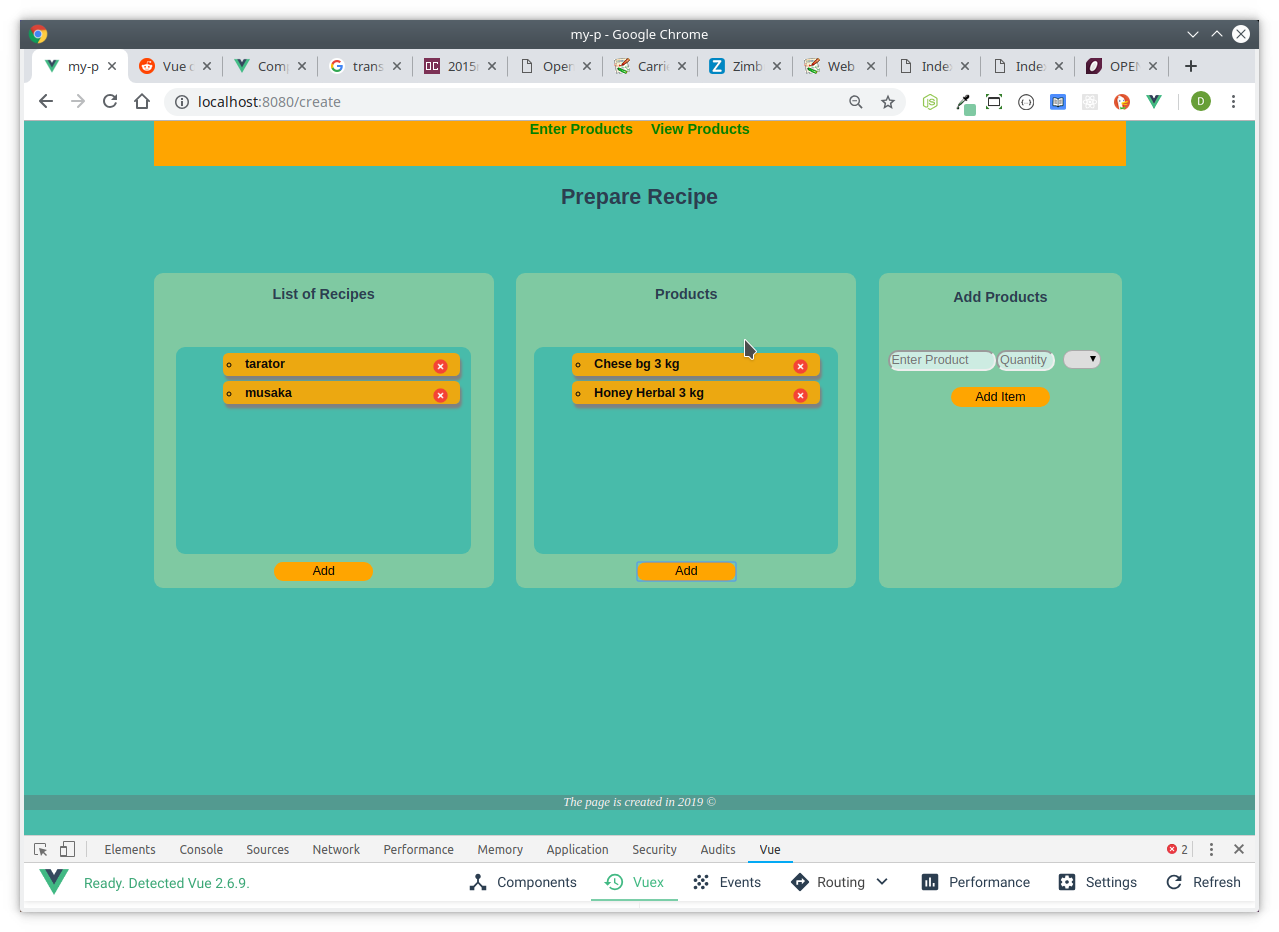 my-p - Google Chrome
my-p Vue c Comp trans 2015 Open Carri Zimb Web Inde Inde OPEN
localhost:8080/create D
Enter Products View Products
Prepare Recipe
List of Recipes
tarator
musaka
Add
Products
Chese bg 3 kg
Honey Herbal 3 kg
Add
Add Products
Enter Product Quantity
Add Item
The page is created in 2019 ©
Elements Console Sources Network Performance Memory Application Security Audits Vue 2
Ready. Detected Vue 2.6.9. Components Vuex Events Routing Performance Settings Refresh